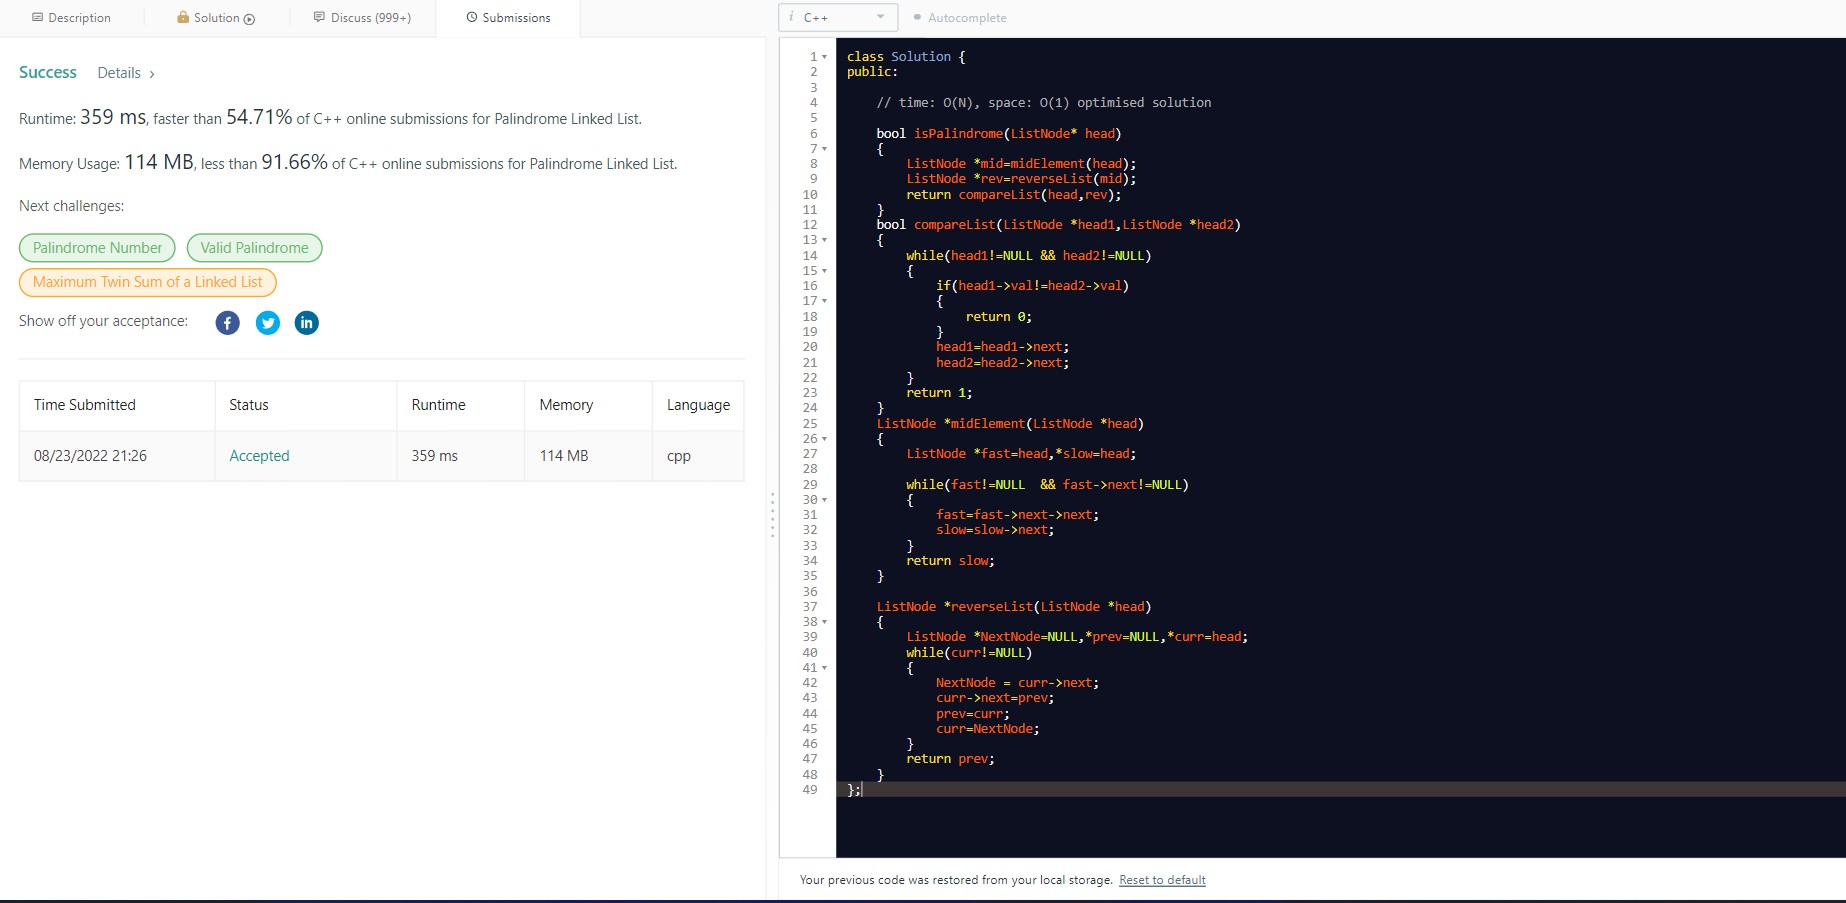 Description
Solution
Discuss (999+)
Submissions
Success
Details ›
Runtime: 359 ms, faster than 54.71% of C++ online submissions for Palindrome Linked List.
Memory Usage: 114 MB, less than 91.66% of C++ online submissions for Palindrome Linked List.
Next challenges:
Palindrome Number
Valid Palindrome
Maximum Twin Sum of a Linked List
Show off your acceptance:
Time Submitted Status Runtime Memory Language
08/23/2022 21:26 Accepted 359 ms 114 MB cpp
i C++
Autocomplete
1 class Solution {
2 public:
3
4     // time: O(N), space: O(1) optimised solution
5
6     bool isPalindrome(ListNode* head)
7     {
8         ListNode *mid=midElement(head);
9         ListNode *rev=reverseList(mid);
10         return compareList(head,rev);
11     }
12     bool compareList(ListNode *head1,ListNode *head2)
13     {
14         while(head1!=NULL && head2!=NULL)
15         {
16             if(head1->val!=head2->val)
17             {
18                 return 0;
19             }
20             head1=head1->next;
21             head2=head2->next;
22         }
23         return 1;
24     }
25     ListNode *midElement(ListNode *head)
26     {
27         ListNode *fast=head,*slow=head;
28
29         while(fast!=NULL  && fast->next!=NULL)
30         {
31             fast=fast->next->next;
32             slow=slow->next;
33         }
34         return slow;
35     }
36
37     ListNode *reverseList(ListNode *head)
38     {
39         ListNode *NextNode=NULL,*prev=NULL,*curr=head;
40         while(curr!=NULL)
41         {
42             NextNode = curr->next;
43             curr->next=prev;
44             prev=curr;
45             curr=NextNode;
46         }
47         return prev;
48     }
49 };
Your previous code was restored from your local storage. Reset to default